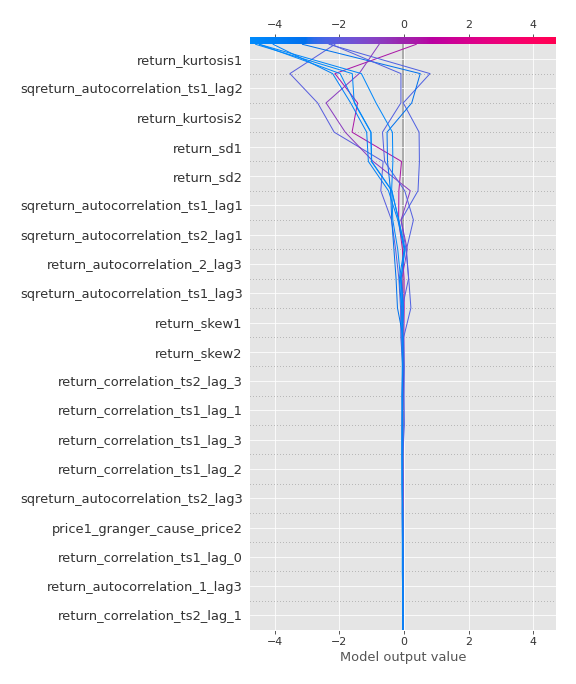 −4 −2 0 2 4
return_kurtosis1
sqreturn_autocorrelation_ts1_lag2
return_kurtosis2
return_sd1
return_sd2
sqreturn_autocorrelation_ts1_lag1
sqreturn_autocorrelation_ts2_lag1
return_autocorrelation_2_lag3
sqreturn_autocorrelation_ts1_lag3
return_skew1
return_skew2
return_correlation_ts2_lag_3
return_correlation_ts1_lag_1
return_correlation_ts1_lag_3
return_correlation_ts1_lag_2
sqreturn_autocorrelation_ts2_lag3
price1_granger_cause_price2
return_correlation_ts1_lag_0
return_autocorrelation_1_lag3
return_correlation_ts2_lag_1
−4 −2 0 2 4
Model output value